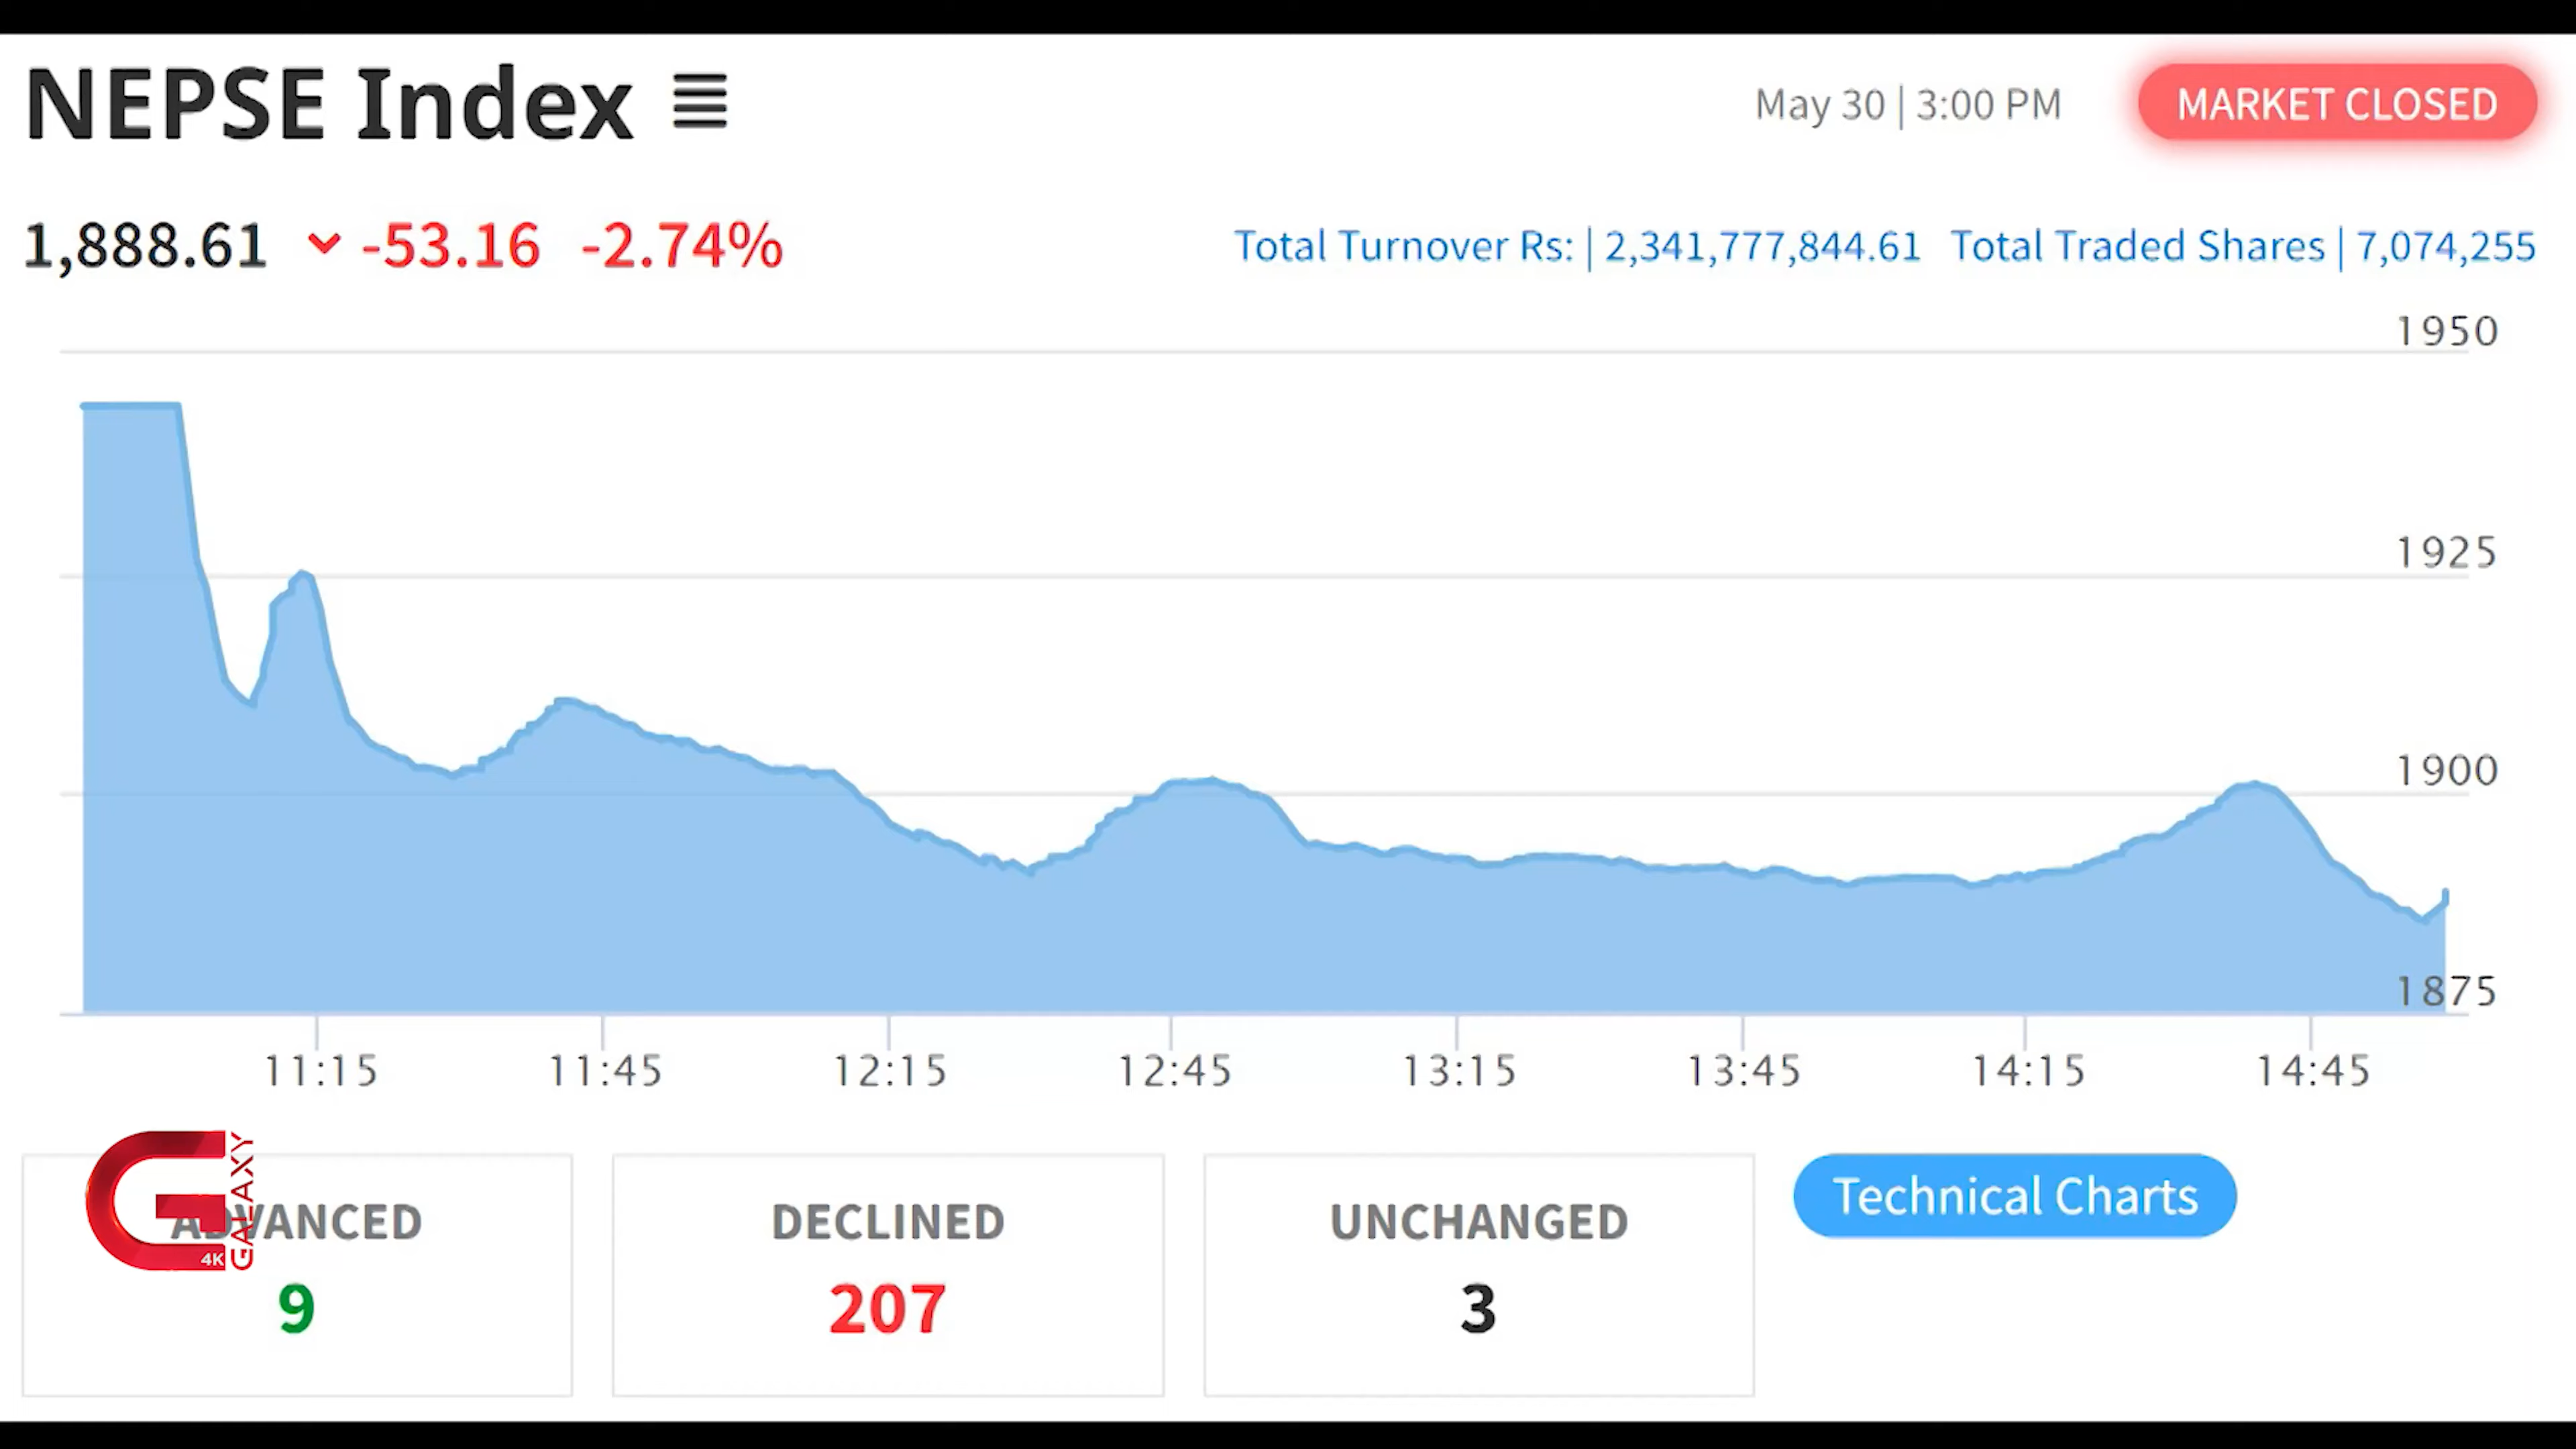 NEPSE Index
May 30 | 3:00 PM
MARKET CLOSED
1,888.61 -53.16 -2.74%
Total Turnover Rs: | 2,341,777,844.61 Total Traded Shares | 7,074,255
1950
1925
1900
1875
11:15 11:45 12:15 12:45 13:15 13:45 14:15 14:45
G GALAXY 4K
ADVANCED
9
DECLINED
207
UNCHANGED
3
Technical Charts